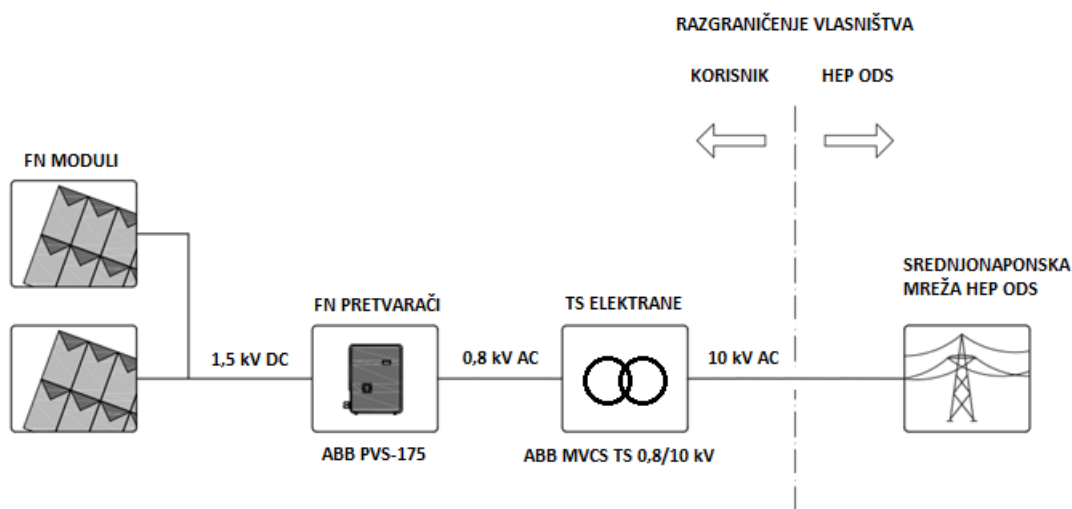 RAZGRANIČENJE VLASNIŠTVA
KORISNIK
HEP ODS
FN MODULI
SREDNJONAPONSKA
MREŽA HEP ODS
FN PRETVARAČI
TS ELEKTRANE
1,5 kV DC
0,8 kV AC
10 kV AC
ABB PVS-175
ABB MVCS TS 0,8/10 kV